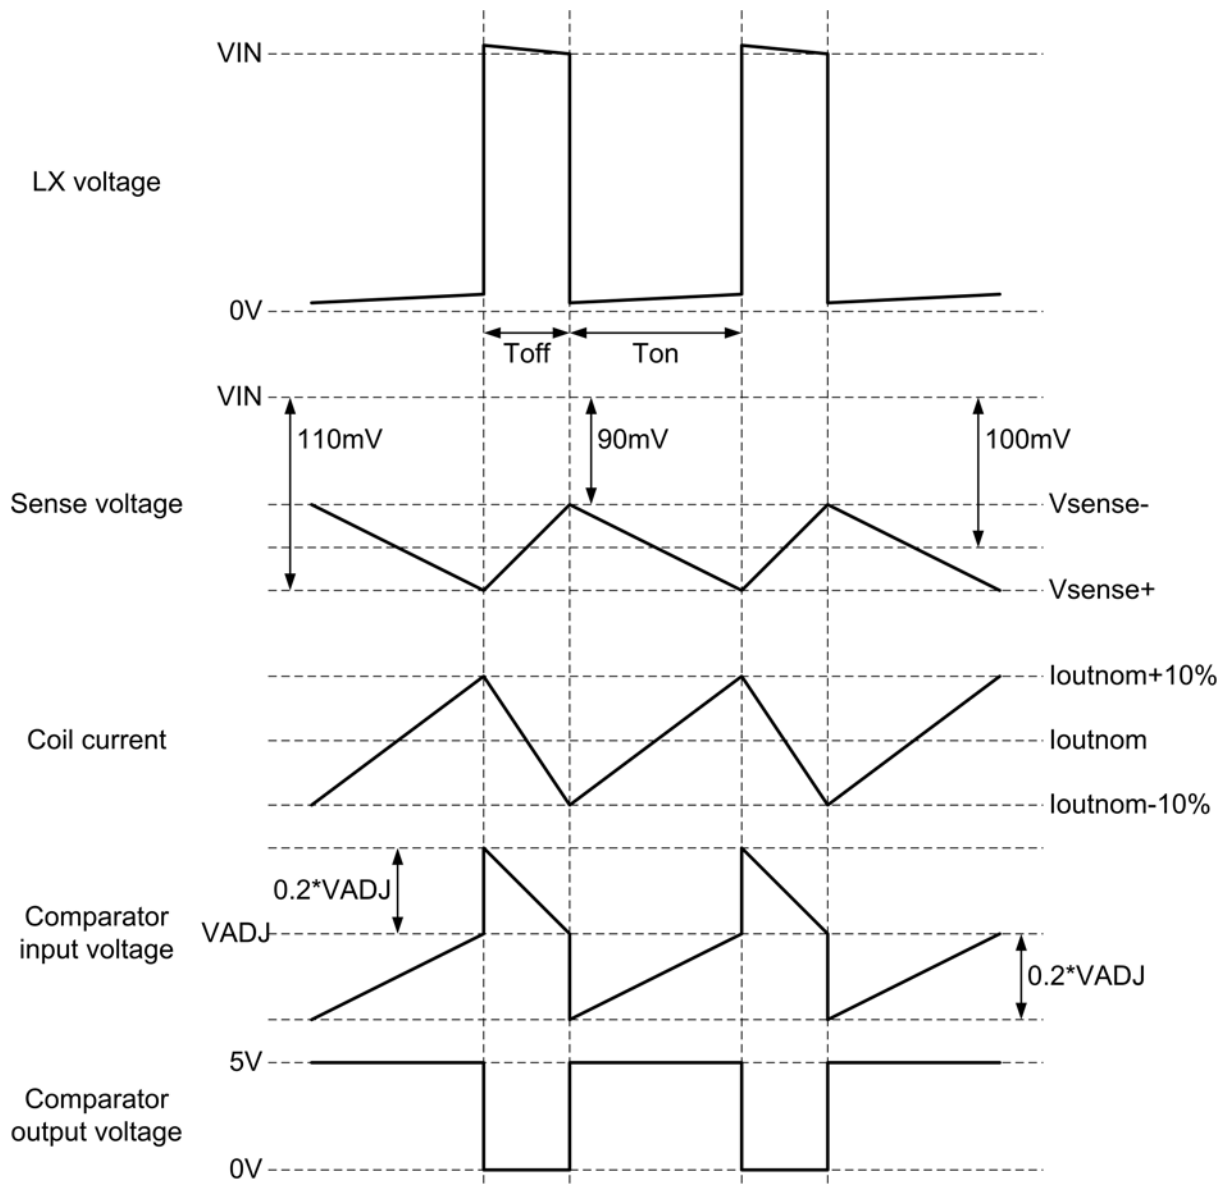 VIN
LX voltage
0V
Toff
Ton
VIN
110mV
90mV
100mV
Sense voltage
Vsense-
Vsense+
Ioutnom+10%
Coil current
Ioutnom
Ioutnom-10%
0.2*VADJ
Comparator
input voltage
VADJ
0.2*VADJ
5V
Comparator
output voltage
0V